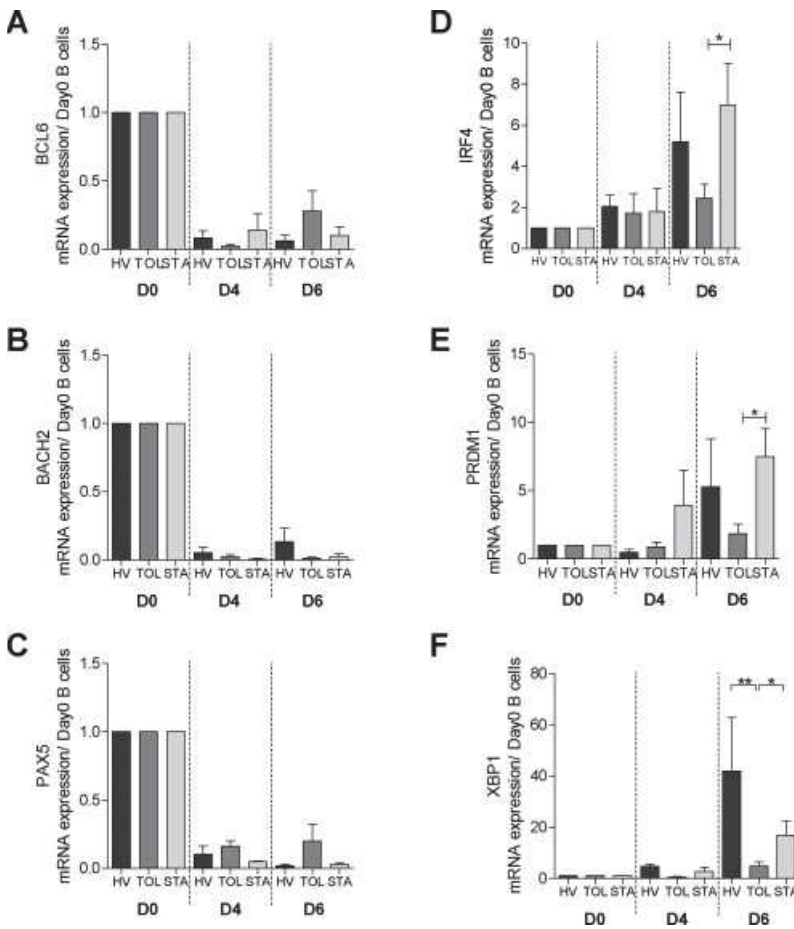 A
BCL6
mRNA expression/ Day0 B cells
1.5
1.0
0.5
0.0
HV TOL STA HV TOL STA HV TOL STA
D0 D4 D6
B
BACH2
mRNA expression/ Day0 B cells
1.5
1.0
0.5
0.0
HV TOL STA HV TOL STA HV TOL STA
D0 D4 D6
C
PAX5
mRNA expression/ Day0 B cells
1.5
1.0
0.5
0.0
HV TOL STA HV TOL STA HV TOL STA
D0 D4 D6
D
IRF4
mRNA expression/ Day0 B cells
10
8
6
4
2
0
*
HV TOL STA HV TOL STA HV TOL STA
D0 D4 D6
E
PRDM1
mRNA expression/ Day0 B cells
15
10
5
0
*
HV TOL STA HV TOL STA HV TOL STA
D0 D4 D6
F
XBP1
mRNA expression/ Day0 B cells
80
60
40
20
0
** *
HV TOL STA HV TOL STA HV TOL STA
D0 D4 D6